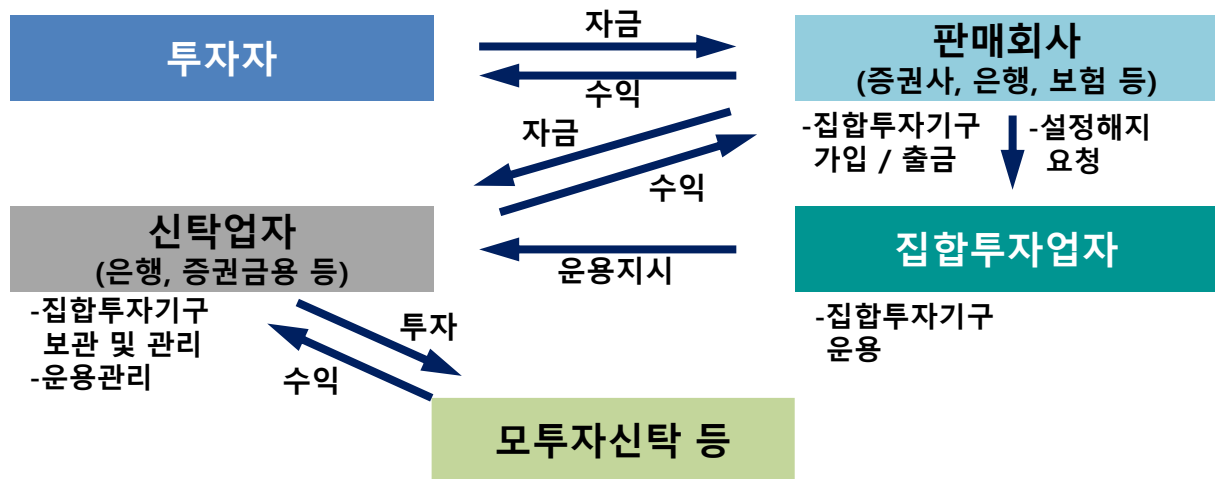 투자자
자금
수익
판매회사
(증권사, 은행, 보험 등)
자금
수익
-집합투자기구
가입 / 출금
-설정해지
요청
신탁업자
(은행, 증권금용 등)
운용지시
집합투자업자
-집합투자기구
보관 및 관리
-운용관리
투자
수익
-집합투자기구
운용
모투자신탁 등